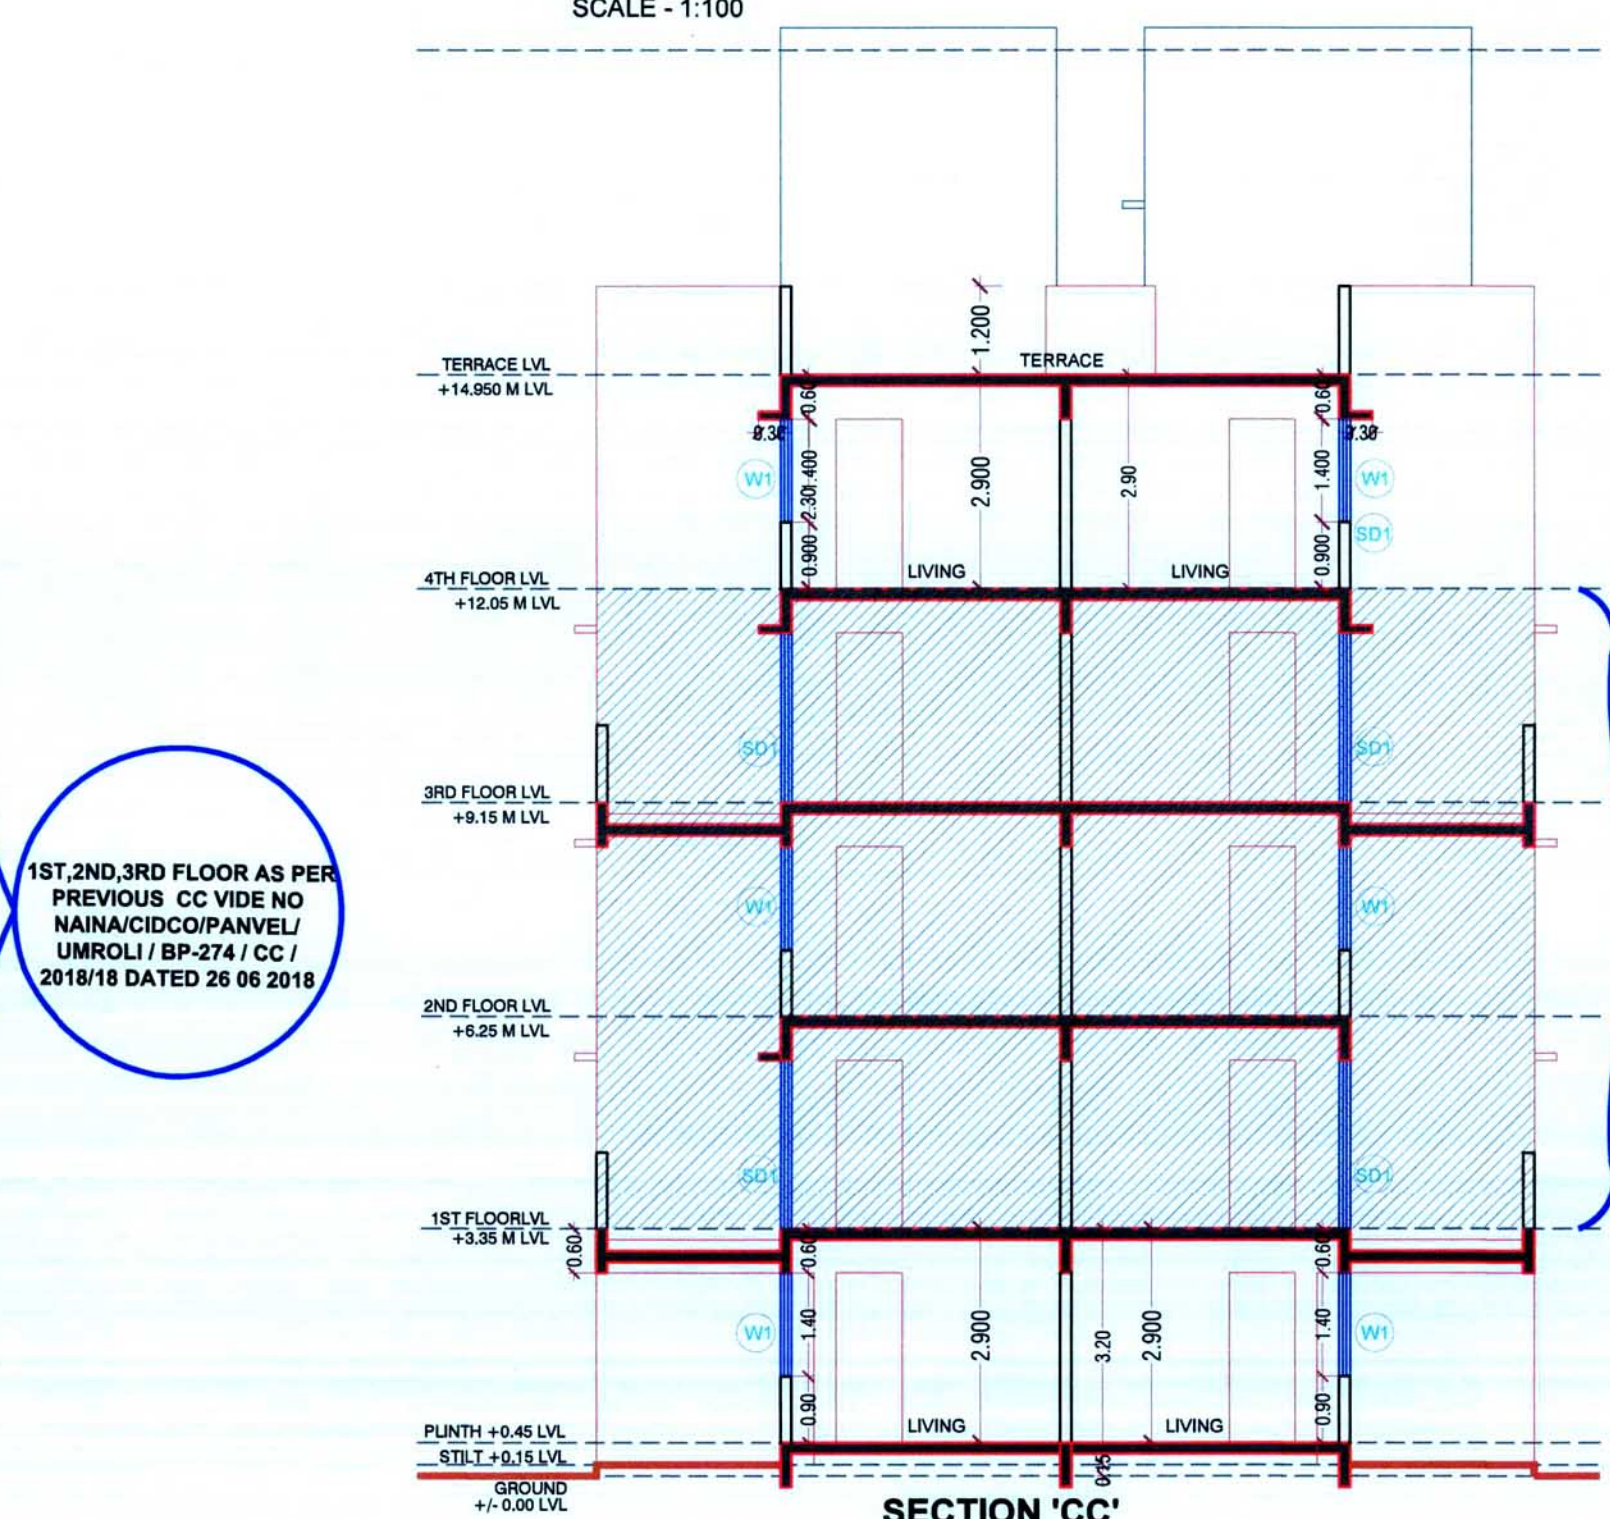 SCALE - 1:100
1.200
TERRACE LVL
TERRACE
+14.950 M LVL
0.60
0.60
0.30
0.30
W1
2.30
1.400
2.900
2.90
1.400
W1
SD1
0.900
0.900
4TH FLOOR LVL
LIVING
LIVING
+12.05 M LVL
SD1
SD1
3RD FLOOR LVL
+9.15 M LVL
1ST,2ND,3RD FLOOR AS PER
PREVIOUS CC VIDE NO
NAINA/CIDCO/PANVEL/
UMROLI / BP-274 / CC /
2018/18 DATED 26 06 2018
W1
W1
2ND FLOOR LVL
+6.25 M LVL
SD1
SD1
1ST FLOORLVL
+3.35 M LVL
0.60
0.60
0.60
W1
1.40
2.900
3.20
2.900
1.40
W1
0.90
0.90
LIVING
LIVING
PLINTH +0.45 LVL
STILT +0.15 LVL
0.15
GROUND
+/- 0.00 LVL
SECTION 'CC'